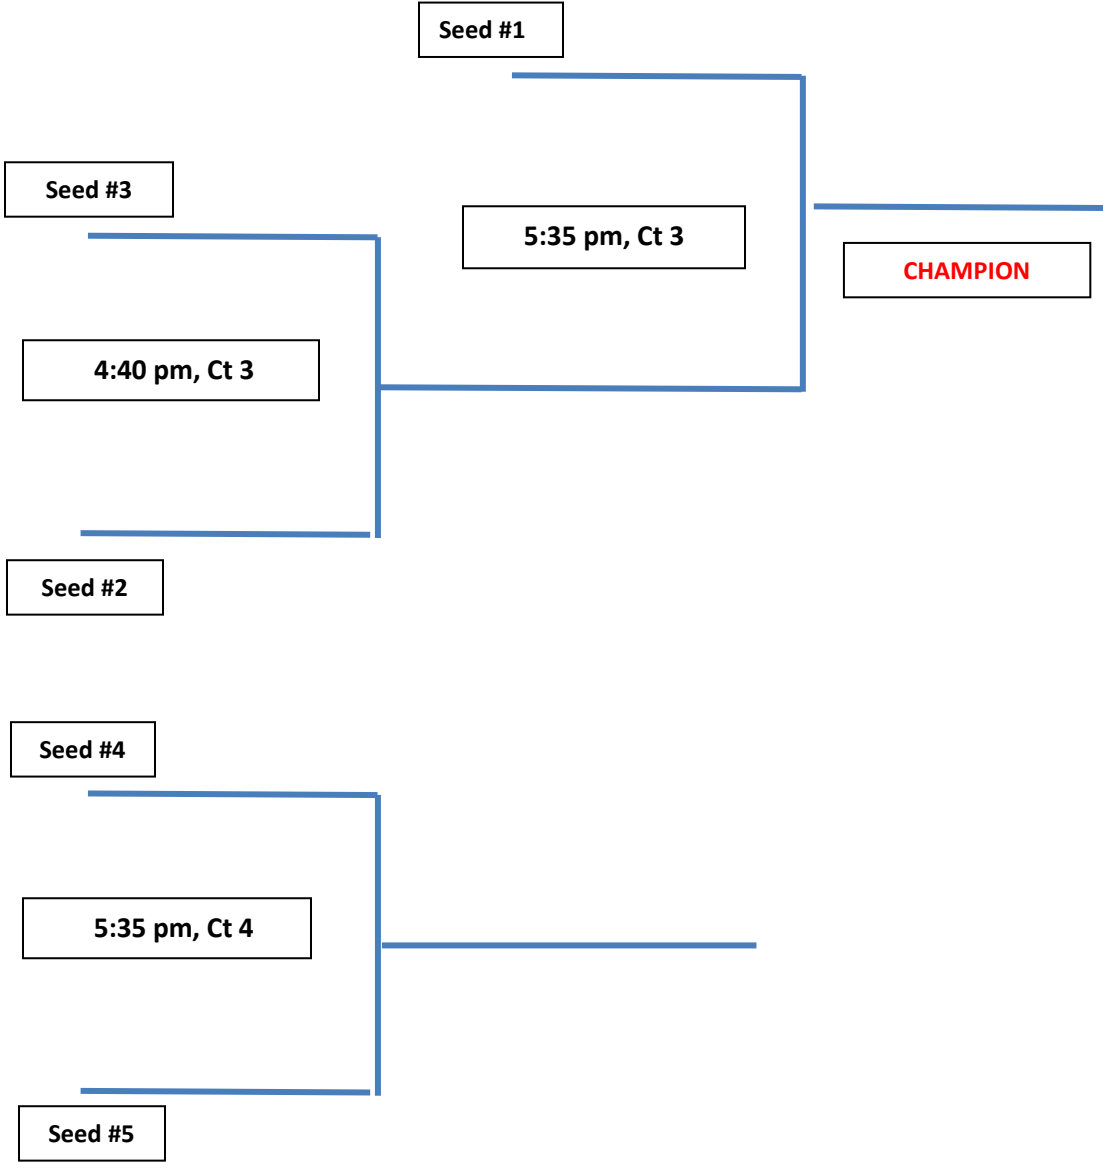 Seed #1
Seed #3
5:35 pm, Ct 3
CHAMPION
4:40 pm, Ct 3
Seed #2
Seed #4
5:35 pm, Ct 4
Seed #5